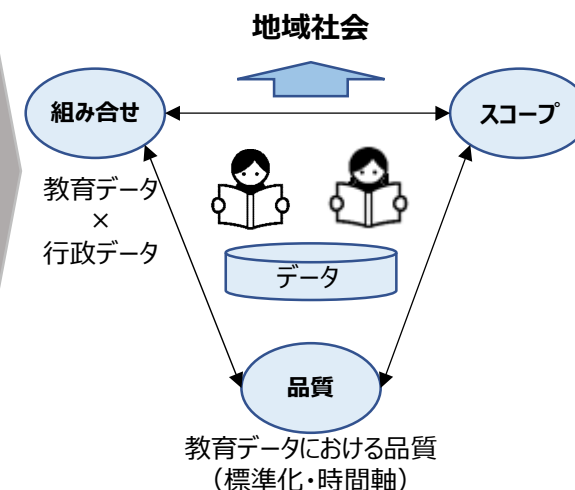 地域社会
組み合せ
スコープ
教育データ
×
行政データ
データ
品質
教育データにおける品質
（標準化・時間軸）